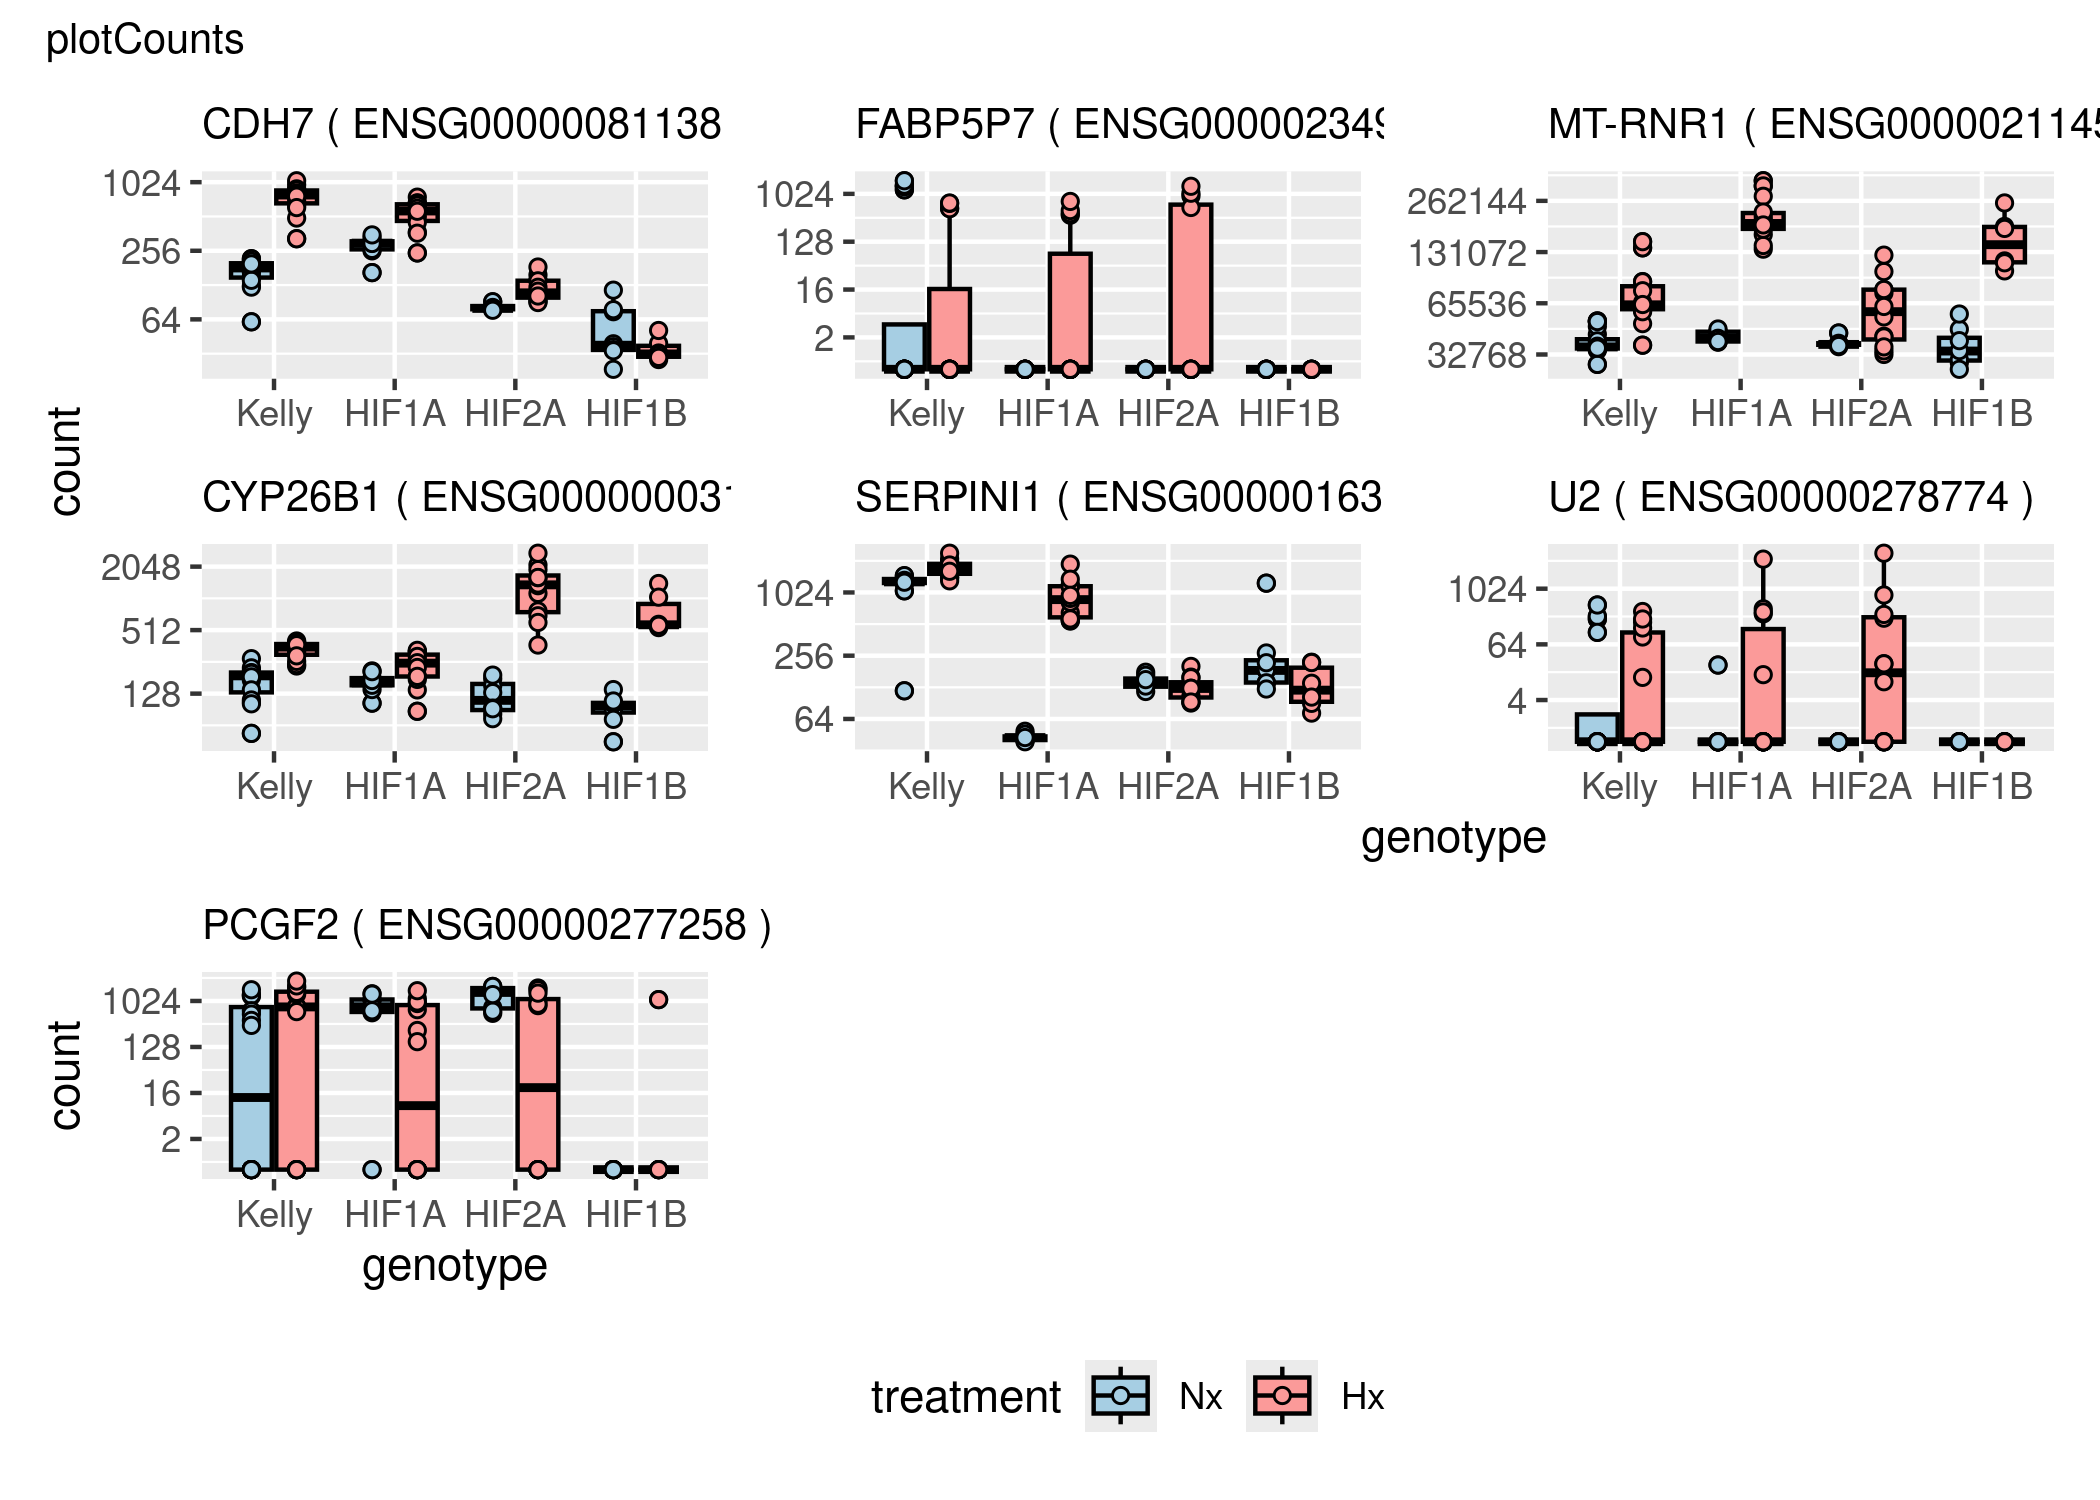 plotCounts
CDH7 ( ENSG00000081138
1024
256
64
Kelly HIF1A HIF2A HIF1B
FABP5P7 ( ENSG000002349
1024
128
16
2
Kelly HIF1A HIF2A HIF1B
MT-RNR1 ( ENSG00000211459
262144
131072
65536
32768
Kelly HIF1A HIF2A HIF1B
count
CYP26B1 ( ENSG0000000031
2048
512
128
Kelly HIF1A HIF2A HIF1B
SERPINI1 ( ENSG00000163
1024
256
64
Kelly HIF1A HIF2A HIF1B
U2 ( ENSG00000278774 )
1024
64
4
Kelly HIF1A HIF2A HIF1B
genotype
PCGF2 ( ENSG00000277258 )
count
1024
128
16
2
Kelly HIF1A HIF2A HIF1B
genotype
treatment Nx Hx